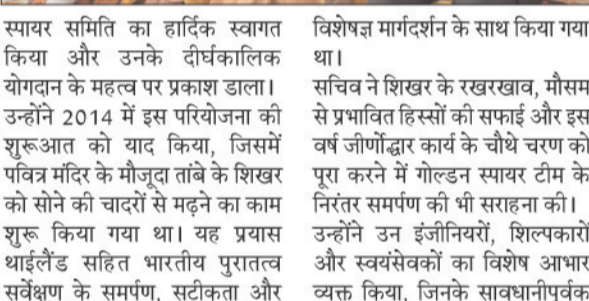 स्पायर समिति का हार्दिक स्वागत
किया और उनके दीर्घकालिक
योगदान के महत्व पर प्रकाश डाला।
उन्होंने 2014 में इस परियोजना की
शुरूआत को याद किया, जिसमें
पवित्र मंदिर के मौजूदा तांबे के शिखर
को सोने की चादरों से मढ़ने का काम
शुरू किया गया था। यह प्रयास
थाईलैंड सहित भारतीय पुरातत्व
सर्वेक्षण के समर्पण, सटीकता और
विशेषज्ञ मार्गदर्शन के साथ किया गया
था।
सचिव ने शिखर के रखरखाव, मौसम
से प्रभावित हिस्सों की सफाई और इस
वर्ष जीर्णोद्धार कार्य के चौथे चरण को
पूरा करने में गोल्डन स्पायर टीम के
निरंतर समर्पण की भी सराहना की।
उन्होंने उन इंजीनियरों, शिल्पकारों
और स्वयंसेवकों का विशेष आभार
व्यक्त किया, जिनके सावधानीपूर्वक